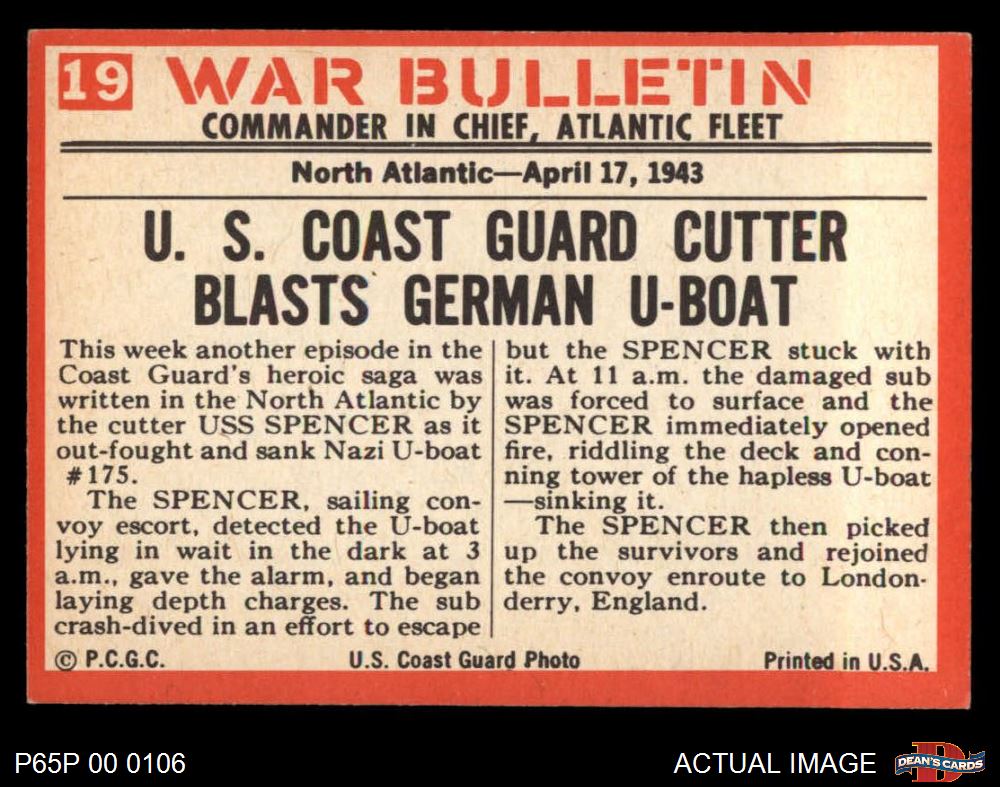 19 WAR BULLETIN
COMMANDER IN CHIEF, ATLANTIC FLEET
North Atlantic—April 17, 1943
U. S. COAST GUARD CUTTER
BLASTS GERMAN U-BOAT
This week another episode in the
Coast Guard's heroic saga was
written in the North Atlantic by
the cutter USS SPENCER as it
out-fought and sank Nazi U-boat
#175.
The SPENCER, sailing con-
voy escort, detected the U-boat
lying in wait in the dark at 3
a.m., gave the alarm, and began
laying depth charges. The sub
crash-dived in an effort to escape
but the SPENCER stuck with
it. At 11 a.m. the damaged sub
was forced to surface and the
SPENCER immediately opened
fire, riddling the deck and con-
ning tower of the hapless U-boat
—sinking it.
The SPENCER then picked
up the survivors and rejoined
the convoy enroute to London-
derry, England.
© P.C.G.C. U.S. Coast Guard Photo Printed in U.S.A.
P65P 00 0106 ACTUAL IMAGE D DEAN'S CARDS